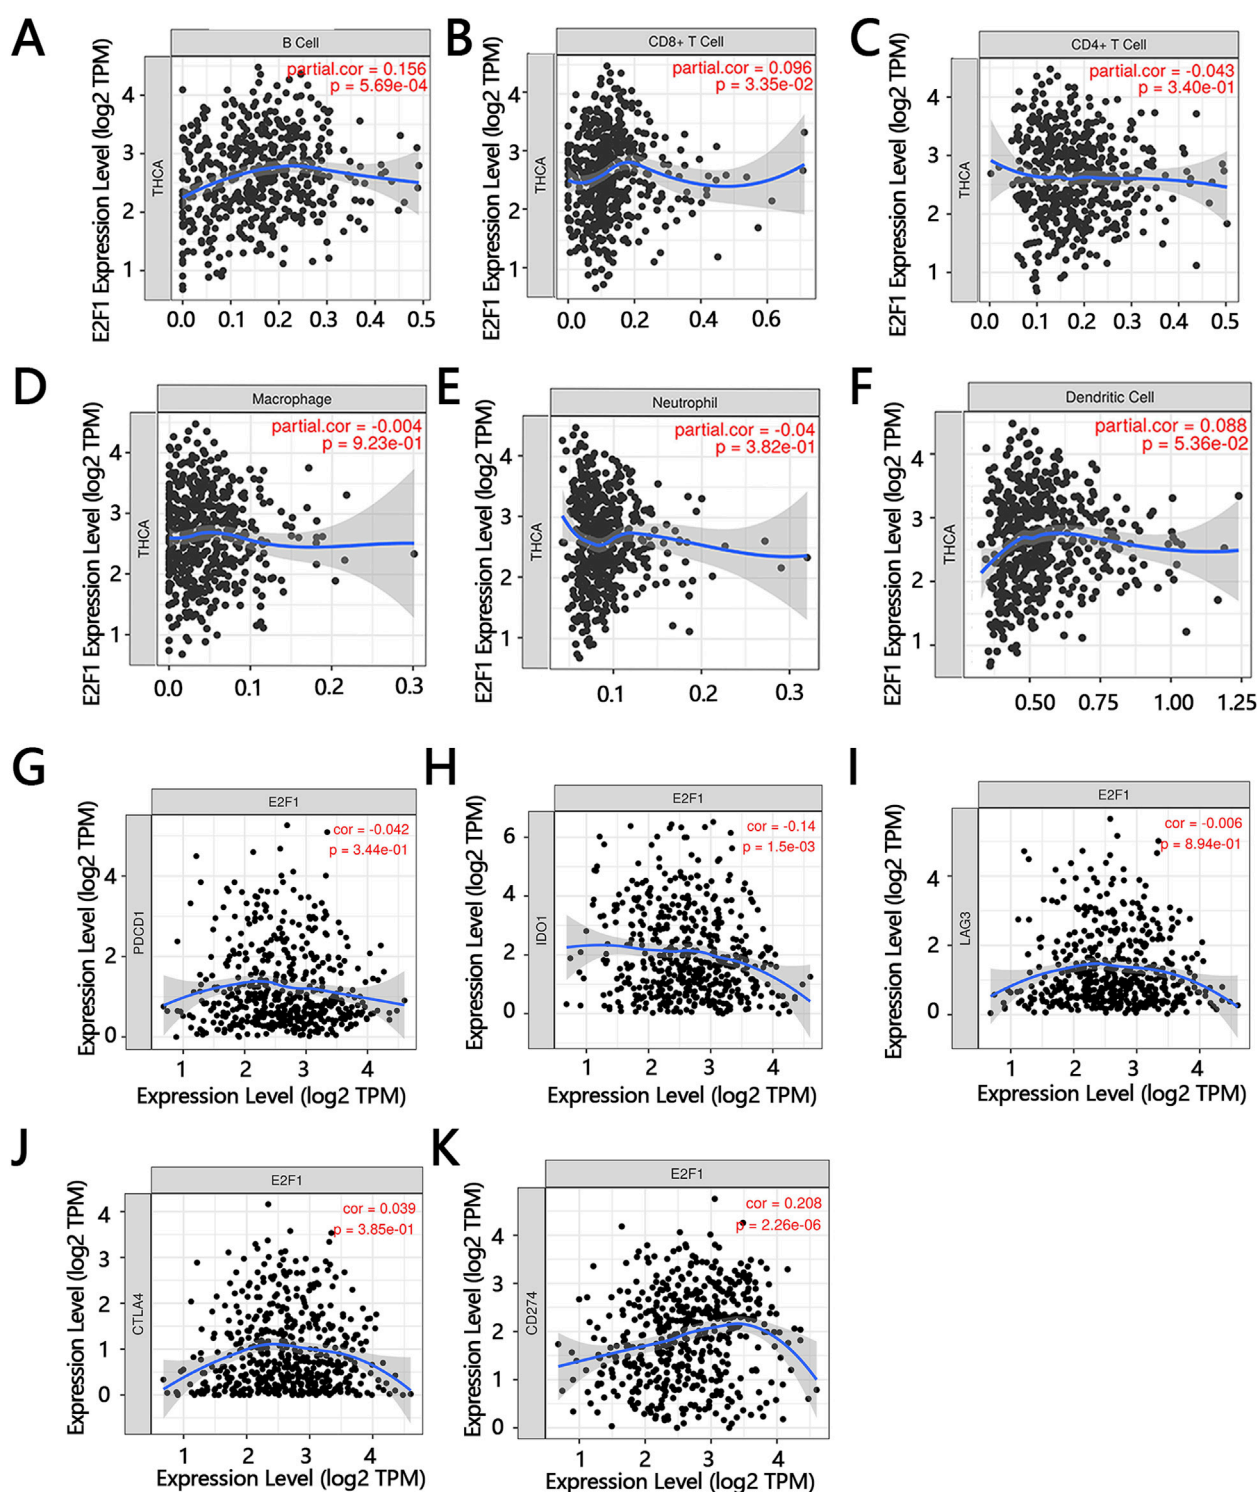 A
B Cell
partial.cor = 0.156
p = 5.69e-04
THCA
E2F1 Expression Level (log2 TPM)
4
3
2
1
0.0 0.1 0.2 0.3 0.4 0.5
B
CD8+ T Cell
partial.cor = 0.096
p = 3.35e-02
THCA
E2F1 Expression Level (log2 TPM)
4
3
2
1
0.0 0.2 0.4 0.6
C
CD4+ T Cell
partial.cor = -0.043
p = 3.40e-01
THCA
E2F1 Expression Level (log2 TPM)
4
3
2
1
0.0 0.1 0.2 0.3 0.4 0.5
D
Macrophage
partial.cor = -0.004
p = 9.23e-01
THCA
E2F1 Expression Level (log2 TPM)
4
3
2
1
0.0 0.1 0.2 0.3
E
Neutrophil
partial.cor = -0.04
p = 3.82e-01
THCA
E2F1 Expression Level (log2 TPM)
4
3
2
1
0.1 0.2 0.3
F
Dendritic Cell
partial.cor = 0.088
p = 5.36e-02
THCA
E2F1 Expression Level (log2 TPM)
4
3
2
1
0.50 0.75 1.00 1.25
G
E2F1
cor = -0.042
p = 3.44e-01
PDCD1
Expression Level (log2 TPM)
4
2
0
1 2 3 4
Expression Level (log2 TPM)
H
E2F1
cor = -0.14
p = 1.5e-03
IDO1
Expression Level (log2 TPM)
6
4
2
0
1 2 3 4
Expression Level (log2 TPM)
I
E2F1
cor = -0.006
p = 8.94e-01
LAG3
Expression Level (log2 TPM)
4
2
0
1 2 3 4
Expression Level (log2 TPM)
J
E2F1
cor = 0.039
p = 3.85e-01
CTLA4
Expression Level (log2 TPM)
4
3
2
1
0
1 2 3 4
Expression Level (log2 TPM)
K
E2F1
cor = 0.208
p = 2.26e-06
CD274
Expression Level (log2 TPM)
4
3
2
1
0
1 2 3 4
Expression Level (log2 TPM)